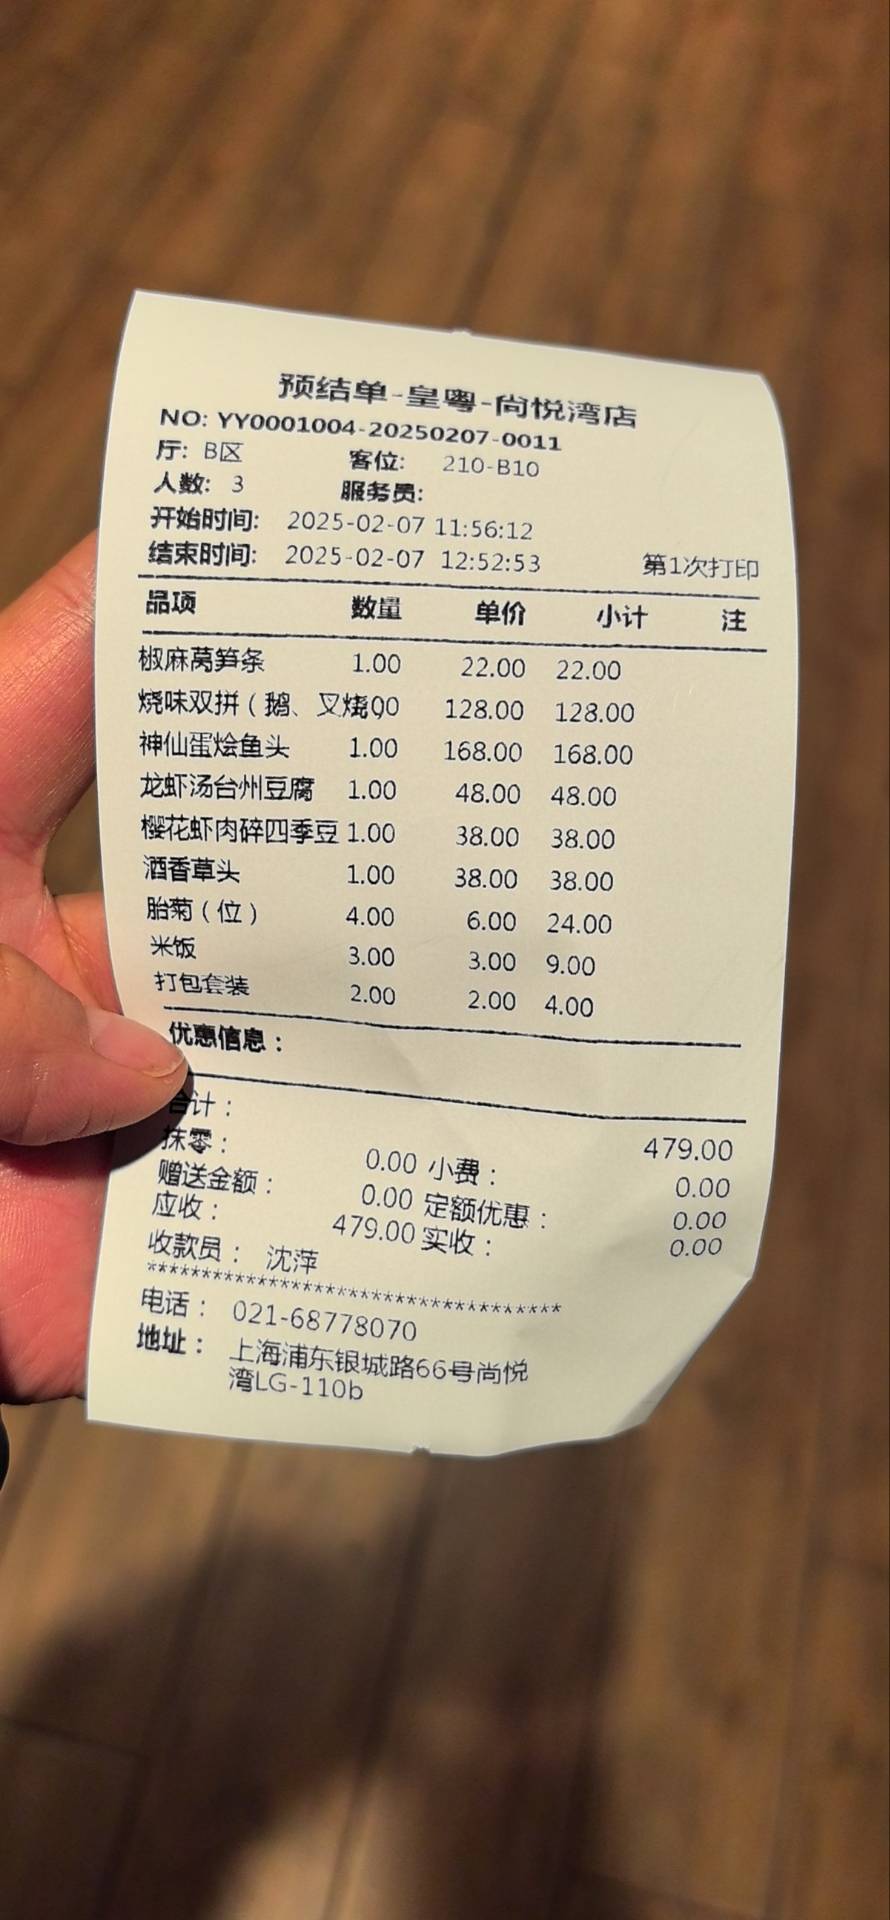 预结单-皇粤-尚悦湾店
NO: YY0001004-20250207-0011
厅: B区 客位: 210-B10
人数: 3 服务员:
开始时间: 2025-02-07 11:56:12
结束时间: 2025-02-07 12:52:53 第1次打印
品项 数量 单价 小计 注
椒麻莴笋条 1.00 22.00 22.00
烧味双拼（鹅、叉烧 00 128.00 128.00
神仙蛋烩鱼头 1.00 168.00 168.00
龙虾汤台州豆腐 1.00 48.00 48.00
樱花虾肉碎四季豆 1.00 38.00 38.00
酒香草头 1.00 38.00 38.00
胎菊（位） 4.00 6.00 24.00
米饭 3.00 3.00 9.00
打包套装 2.00 2.00 4.00
优惠信息：
合计： 479.00
抹零： 0.00 小费： 0.00
赠送金额： 0.00 定额优惠： 0.00
应收： 479.00 实收： 0.00
收款员： 沈萍
**************************************
电话： 021-68778070
地址： 上海浦东银城路66号尚悦
湾LG-110b